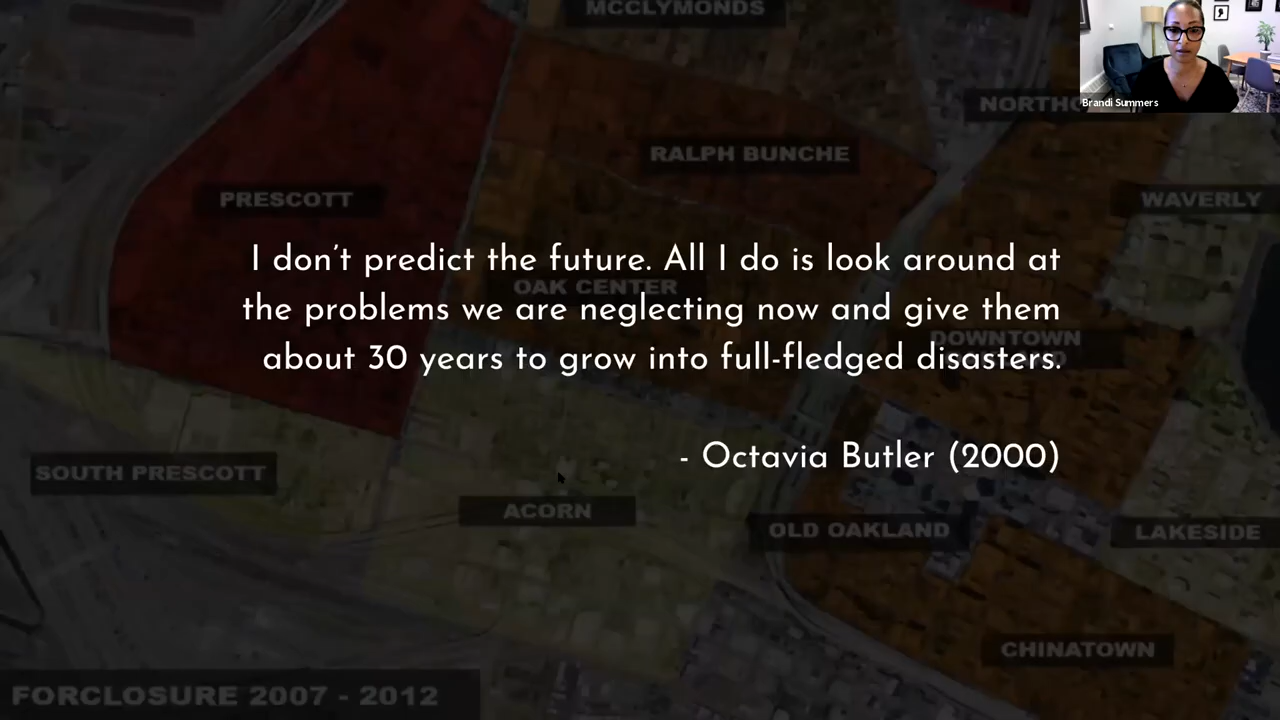 MCCLYMONDS
Brandi Summers
RALPH BUNCHE
PRESCOTT
WAVERLY
I don't predict the future. All I do is look around at
OAK CENTER
the problems we are neglecting now and give them
DOWNTOWN
about 30 years to grow into full-fledged disasters.
- Octavia Butler (2000)
SOUTH PRESCOTT
ACORN
OLD OAKLAND
LAKESIDE
CHINATOWN
FORCLOSURE 2007 - 2012